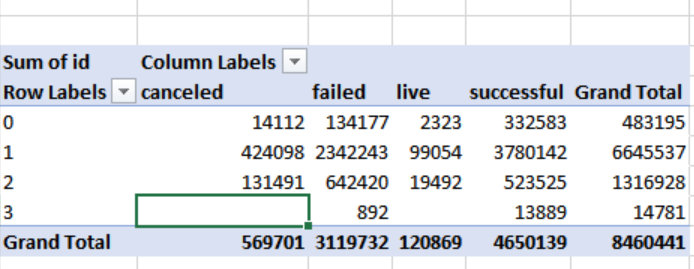 Sum of id Column Labels
Row Labels canceled failed live successful Grand Total
0 14112 134177 2323 332583 483195
1 424098 2342243 99054 3780142 6645537
2 131491 642420 19492 523525 1316928
3 892 13889 14781
Grand Total 569701 3119732 120869 4650139 8460441